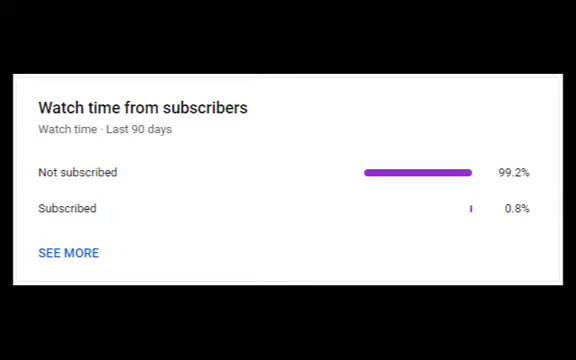 Watch time from subscribers
Watch time · Last 90 days
Not subscribed 99.2%
Subscribed 0.8%
SEE MORE